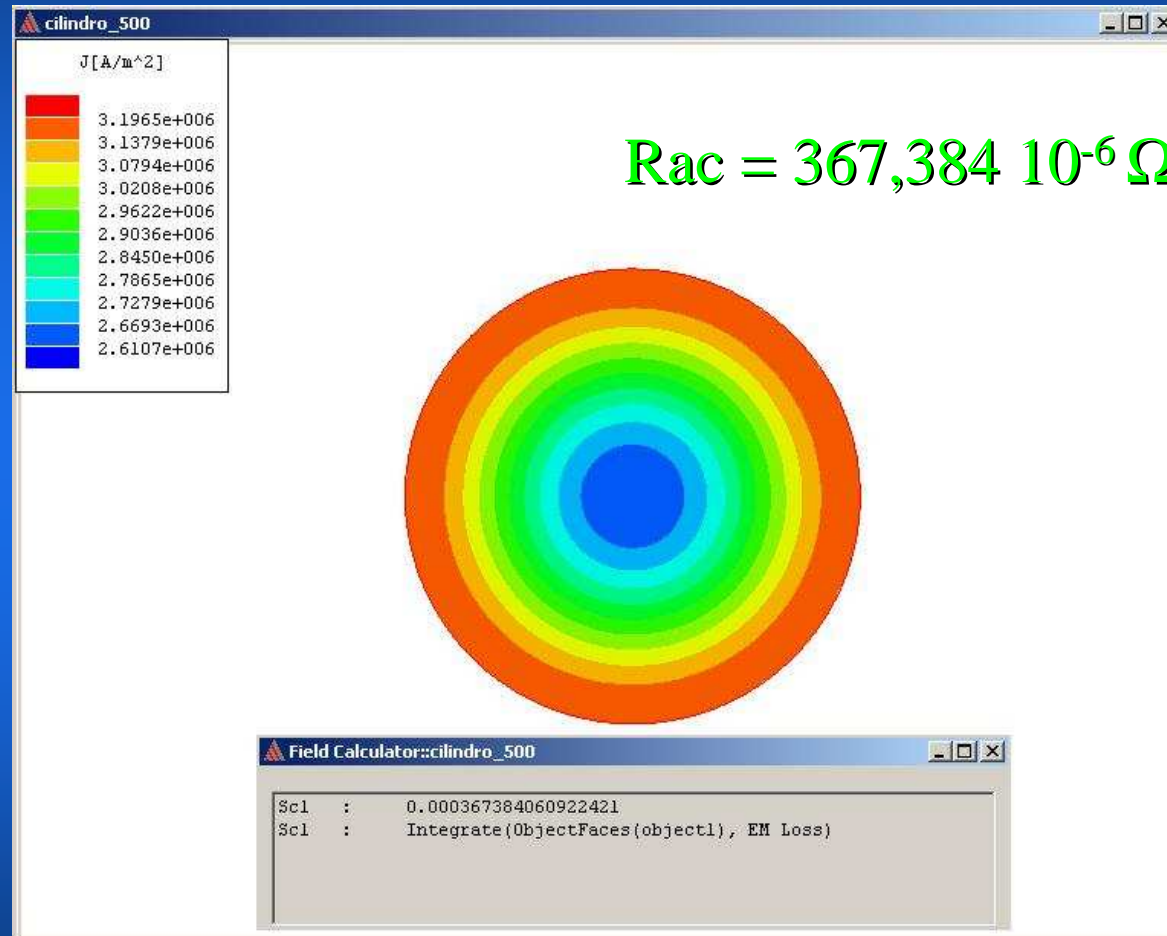 cilindro_500
J[A/m^2]
3.1965e+006
3.1379e+006
3.0794e+006
3.0208e+006
2.9622e+006
2.9036e+006
2.8450e+006
2.7865e+006
2.7279e+006
2.6693e+006
2.6107e+006
Rac = 367,384 10-6 Ω
Field Calculator::cilindro_500
Scl : 0.000367384060922421
Scl : Integrate(ObjectFaces(object1), EM Loss)